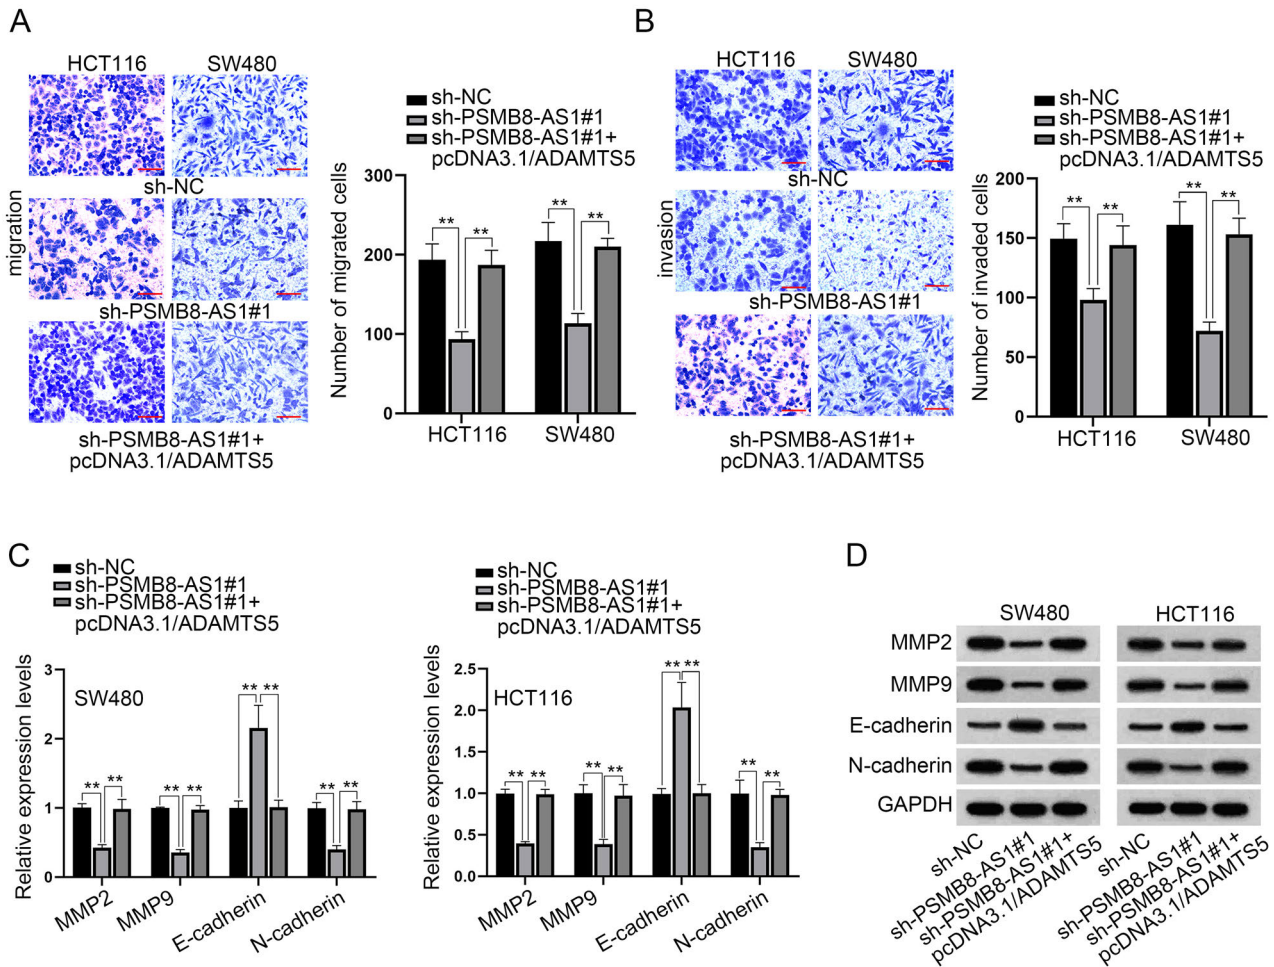 A
HCT116
SW480
migration
sh-NC
sh-PSMB8-AS1#1
sh-PSMB8-AS1#1+
pcDNA3.1/ADAMTS5
sh-NC
sh-PSMB8-AS1#1
sh-PSMB8-AS1#1+
pcDNA3.1/ADAMTS5
Number of migrated cells
300
200
100
0
**
**
**
**
HCT116
SW480
B
HCT116
SW480
invasion
sh-NC
sh-PSMB8-AS1#1
sh-PSMB8-AS1#1+
pcDNA3.1/ADAMTS5
sh-NC
sh-PSMB8-AS1#1
sh-PSMB8-AS1#1+
pcDNA3.1/ADAMTS5
Number of invaded cells
200
150
100
50
0
**
**
**
**
HCT116
SW480
C
sh-NC
sh-PSMB8-AS1#1
sh-PSMB8-AS1#1+
pcDNA3.1/ADAMTS5
Relative expression levels
SW480
3
2
1
0
**
**
**
**
**
**
**
**
MMP2
MMP9
E-cadherin
N-cadherin
sh-NC
sh-PSMB8-AS1#1
sh-PSMB8-AS1#1+
pcDNA3.1/ADAMTS5
Relative expression levels
HCT116
2.5
2.0
1.5
1.0
0.5
0.0
**
**
**
**
**
**
**
**
MMP2
MMP9
E-cadherin
N-cadherin
D
SW480
HCT116
MMP2
MMP9
E-cadherin
N-cadherin
GAPDH
sh-NC
sh-PSMB8-AS1#1
sh-PSMB8-AS1#1+
pcDNA3.1/ADAMTS5
sh-NC
sh-PSMB8-AS1#1
sh-PSMB8-AS1#1+
pcDNA3.1/ADAMTS5